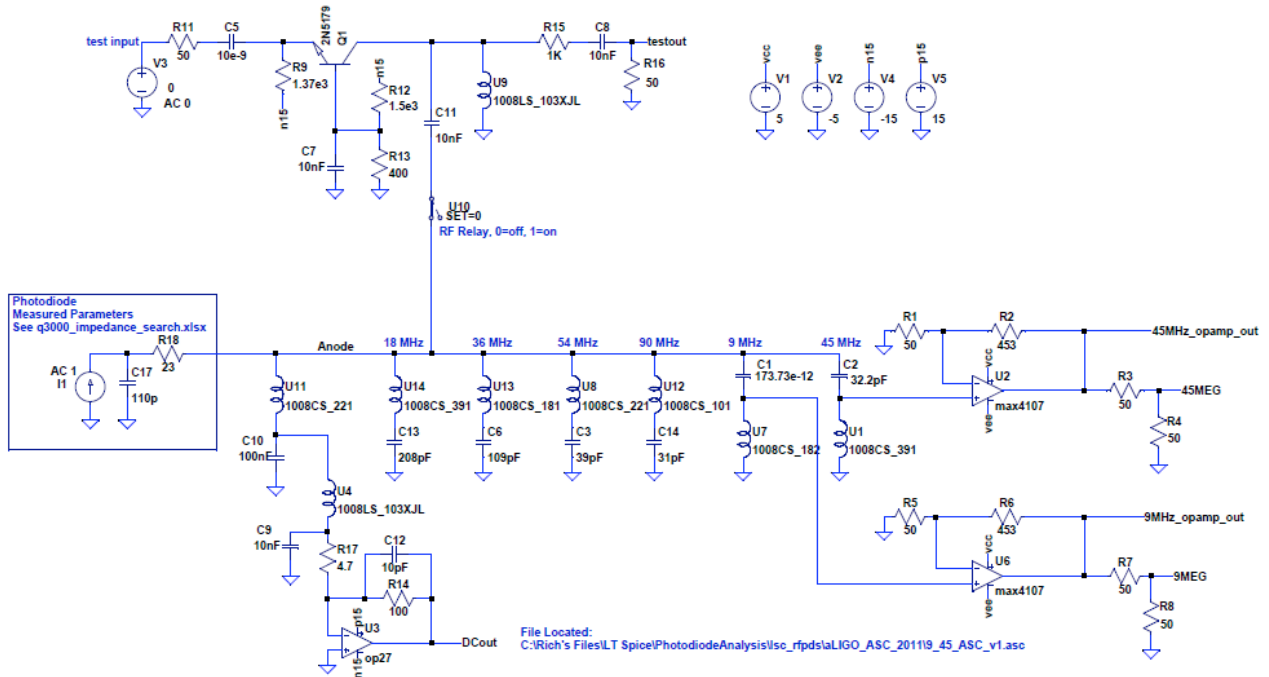 test input
R11
50
C5
10e-9
2N5179
Q1
R15
1K
C8
10nF
testout
R16
50
V3
0
AC 0
R9
1.37e3
n15
n15
R12
1.5e3
R13
400
C7
10nF
C11
10nF
U9
1008LS_103XJL
vcc
V1
5
vee
V2
-5
n15
V4
-15
p15
V5
15
U10
SET=0
RF Relay, 0=off, 1=on
Photodiode
Measured Parameters
See q3000_impedance_search.xlsx
R18
23
AC 1
I1
C17
110p
Anode
18 MHz
36 MHz
54 MHz
90 MHz
9 MHz
45 MHz
U11
1008CS_221
U14
1008CS_391
U13
1008CS_181
U8
1008CS_221
U12
1008CS_101
C1
173.73e-12
C2
32.2pF
C10
100nF
C13
208pF
C6
109pF
C3
39pF
C14
31pF
U7
1008CS_182
U1
1008CS_391
R1
50
R2
453
45MHz_opamp_out
vcc
U2
max4107
vee
R3
50
45MEG
R4
50
U4
1008LS_103XJL
C9
10nF
R17
4.7
C12
10pF
R14
100
p15
U3
op27
n15
DCout
R5
50
R6
453
9MHz_opamp_out
vcc
U6
max4107
vee
R7
50
9MEG
R8
50
File Located:
C:\Rich's Files\LT Spice\PhotodiodeAnalysis\lsc_rfpds\aLIGO_ASC_2011\9_45_ASC_v1.asc